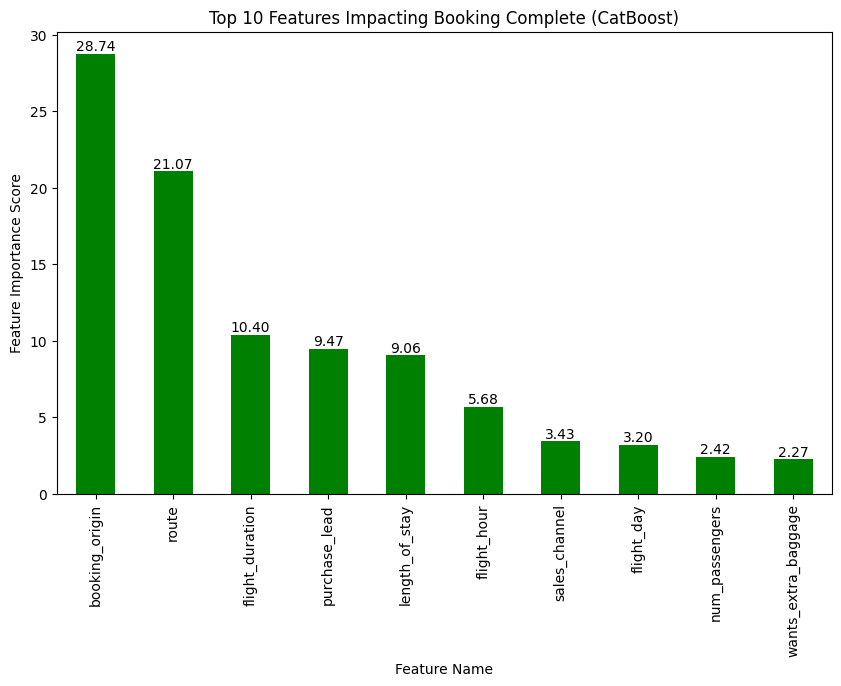 Top 10 Features Impacting Booking Complete (CatBoost)
Feature Importance Score
30
25
20
15
10
5
0
28.74
21.07
10.40
9.47
9.06
5.68
3.43
3.20
2.42
2.27
booking_origin
route
flight_duration
purchase_lead
length_of_stay
flight_hour
sales_channel
flight_day
num_passengers
wants_extra_baggage
Feature Name